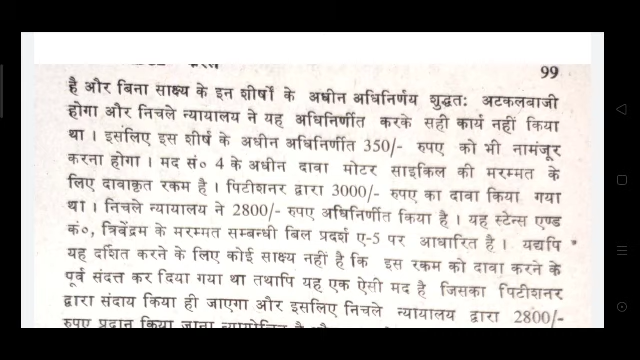 99
है और बिना साक्ष्य के इन शीर्षों के अधीन अधिनिर्णय शुद्धतः अटकलबाजी
होगा और निचले न्यायालय ने यह अधिनिर्णीत करके सही कार्य नहीं किया
था । इसलिए इस शीर्ष के अधीन अधिनिर्णीत 350/- रुपए को भी नामंजूर
करना होगा । मद सं० 4 के अधीन दावा मोटर साइकिल की मरम्मत के
लिए दावाकृत रकम है । पिटीशनर द्वारा 3000/- रुपए का दावा किया गया
था । निचले न्यायालय ने 2800/- रुपए अधिनिर्णीत किया है । यह स्टेन्स एण्ड
कं०, त्रिवेंद्रम के मरम्मत सम्बन्धी बिल प्रदर्श ए-5 पर आधारित है । यद्यपि
यह दर्शित करने के लिए कोई साक्ष्य नहीं है कि इस रकम को दावा करने के
पूर्व संदत्त कर दिया गया था तथापि यह एक ऐसी मद है जिसका पिटीशनर
द्वारा संदाय किया ही जाएगा और इसलिए निचले न्यायालय द्वारा 2800/-
रुपए प्रदान किया जाना